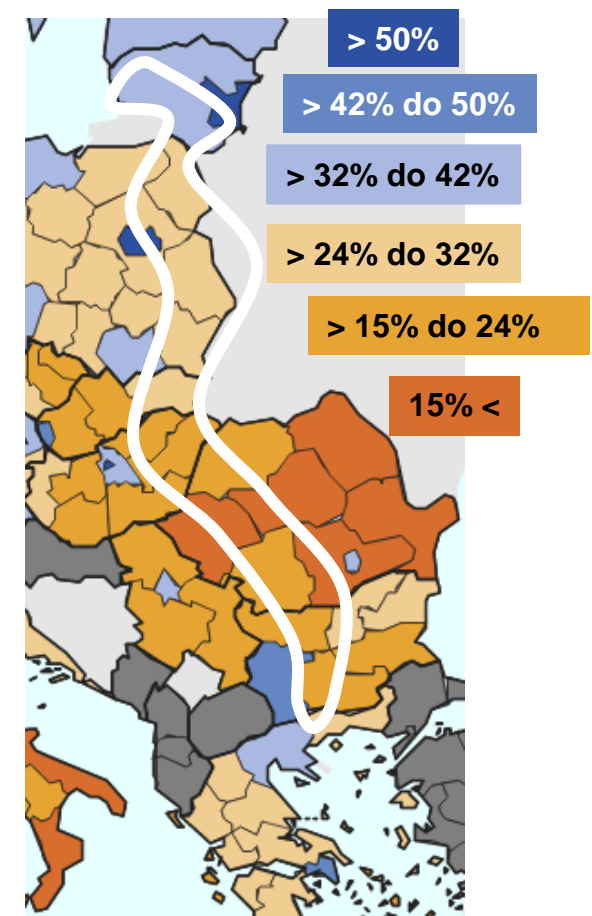 > 50%
> 42% do 50%
> 32% do 42%
> 24% do 32%
> 15% do 24%
15% <